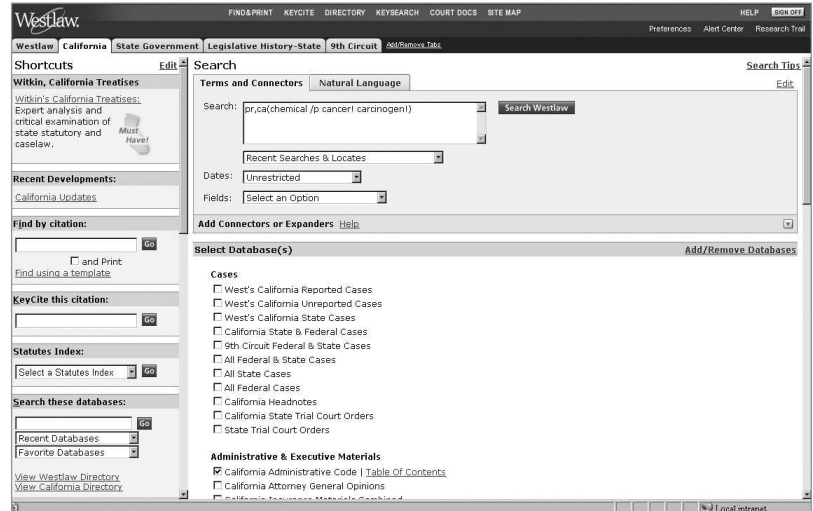 Westlaw.
FIND&PRINT KEYCITE DIRECTORY KEYSEARCH COURT DOCS SITE MAP
HELP SIGN OFF
Preferences Alert Center Research Trail
Westlaw California State Government Legislative History-State 9th Circuit Add/Remove Tabs
Shortcuts Edit
Witkin, California Treatises
Witkin's California Treatises:
Expert analysis and
critical examination of
state statutory and
caselaw.
Must
Have!
Recent Developments:
California Updates
Find by citation:
Go
and Print
Find using a template
KeyCite this citation:
Go
Statutes Index:
Select a Statutes Index Go
Search these databases:
Go
Recent Databases
Favorite Databases
View Westlaw Directory
View California Directory
Search Search Tips
Terms and Connectors Natural Language Edit
Search: pr,ca(chemical /p cancer! carcinogen!) Search Westlaw
Recent Searches & Locates
Dates: Unrestricted
Fields: Select an Option
Add Connectors or Expanders Help
Select Database(s) Add/Remove Databases
Cases
West's California Reported Cases
West's California Unreported Cases
West's California State Cases
California State & Federal Cases
9th Circuit Federal & State Cases
All Federal & State Cases
All State Cases
All Federal Cases
California Headnotes
California State Trial Court Orders
State Trial Court Orders
Administrative & Executive Materials
California Administrative Code | Table Of Contents
California Attorney General Opinions
California Insurance Materials Combined
Local intranet